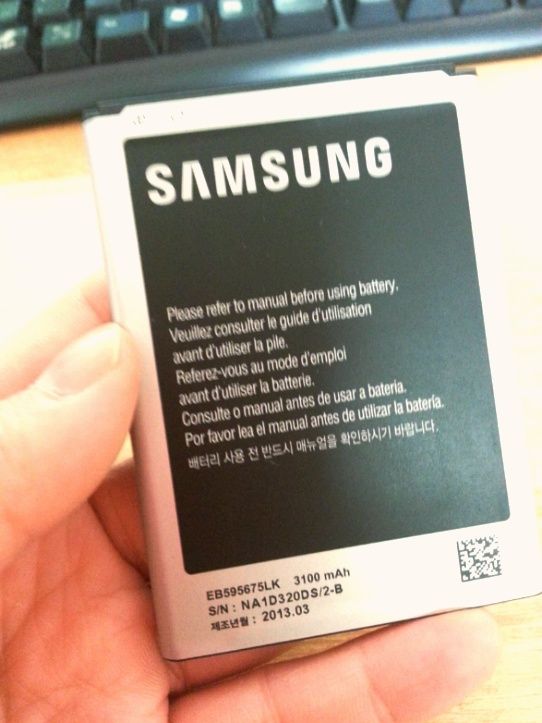 SAMSUNG
Please refer to manual before using battery.
Veuillez consulter le guide d'utilisation
avant d'utiliser la pile.
Referez-vous au mode d'emploi
avant d'utiliser la batterie.
Consulte o manual antes de usar a bateria.
Por favor lea el manual antes de utilizar la batería.
배터리 사용 전 반드시 매뉴얼을 확인하시기 바랍니다.
EB595675LK 3100 mAh
S/N : NA1D320DS/2-B
제조년월 : 2013.03